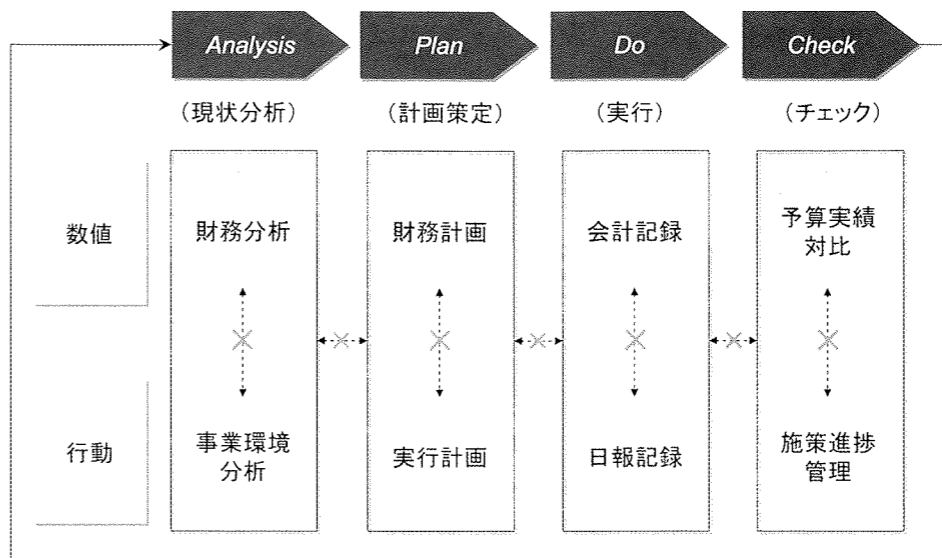 Analysis
Plan
Do
Check
(現状分析)
(計画策定)
(実行)
(チェック)
数値
財務分析
財務計画
会計記録
予算実績
対比
行動
事業環境
分析
実行計画
日報記録
施策進捗
管理